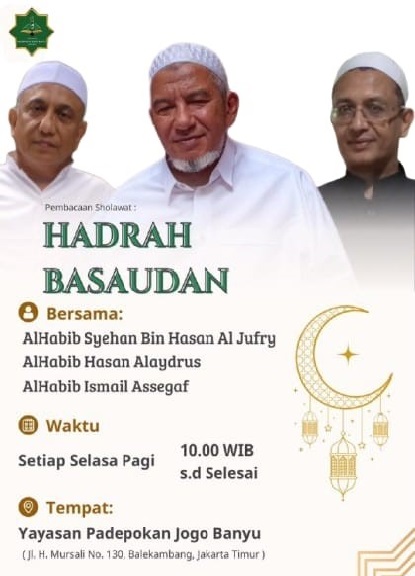 Pembacaan Sholawat :
HADRAH
BASAUDAN
Bersama:
AlHabib Syehan Bin Hasan Al Jufry
AlHabib Hasan Alaydrus
AlHabib Ismail Assegaf
Waktu
Setiap Selasa Pagi
10.00 WIB
s.d Selesai
Tempat:
Yayasan Padepokan Jogo Banyu
( Jl. H. Mursali No. 130, Balekambang, Jakarta Timur )